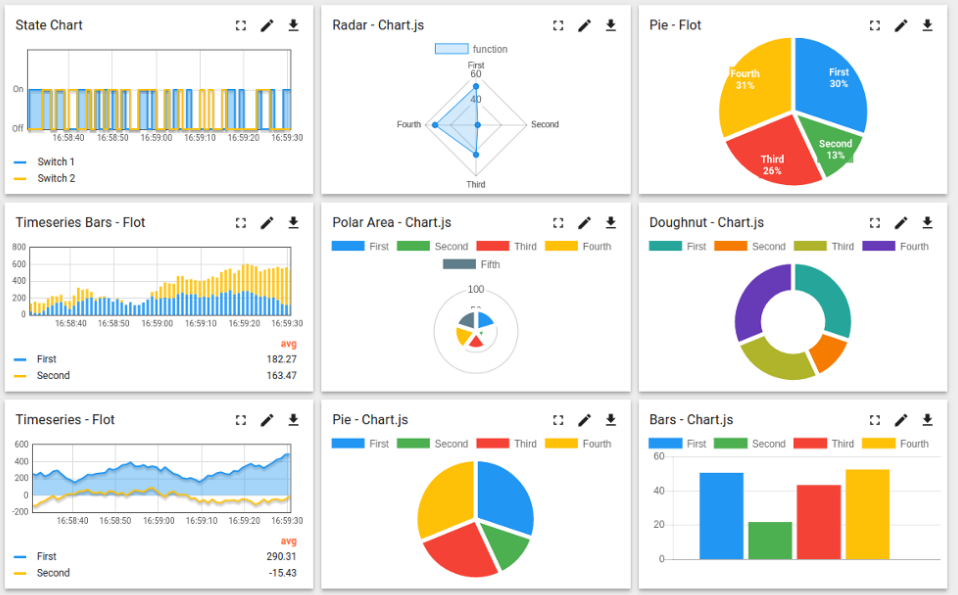 State Chart
On
Off
16:58:40 16:58:50 16:59:00 16:59:10 16:59:20 16:59:30
Switch 1
Switch 2
Radar - Chart.js
function
First
60
40
Fourth
Second
Third
Pie - Flot
Fourth
31%
First
30%
Second
13%
Third
26%
Timeseries Bars - Flot
800
600
400
200
0
16:58:40 16:58:50 16:59:00 16:59:10 16:59:20 16:59:30
avg
First 182.27
Second 163.47
Polar Area - Chart.js
First Second Third Fourth
Fifth
100
Doughnut - Chart.js
First Second Third Fourth
Timeseries - Flot
600
400
200
0
-200
16:58:40 16:58:50 16:59:00 16:59:10 16:59:20 16:59:30
avg
First 290.31
Second -15.43
Pie - Chart.js
First Second Third Fourth
Bars - Chart.js
First Second Third Fourth
60
40
20
0